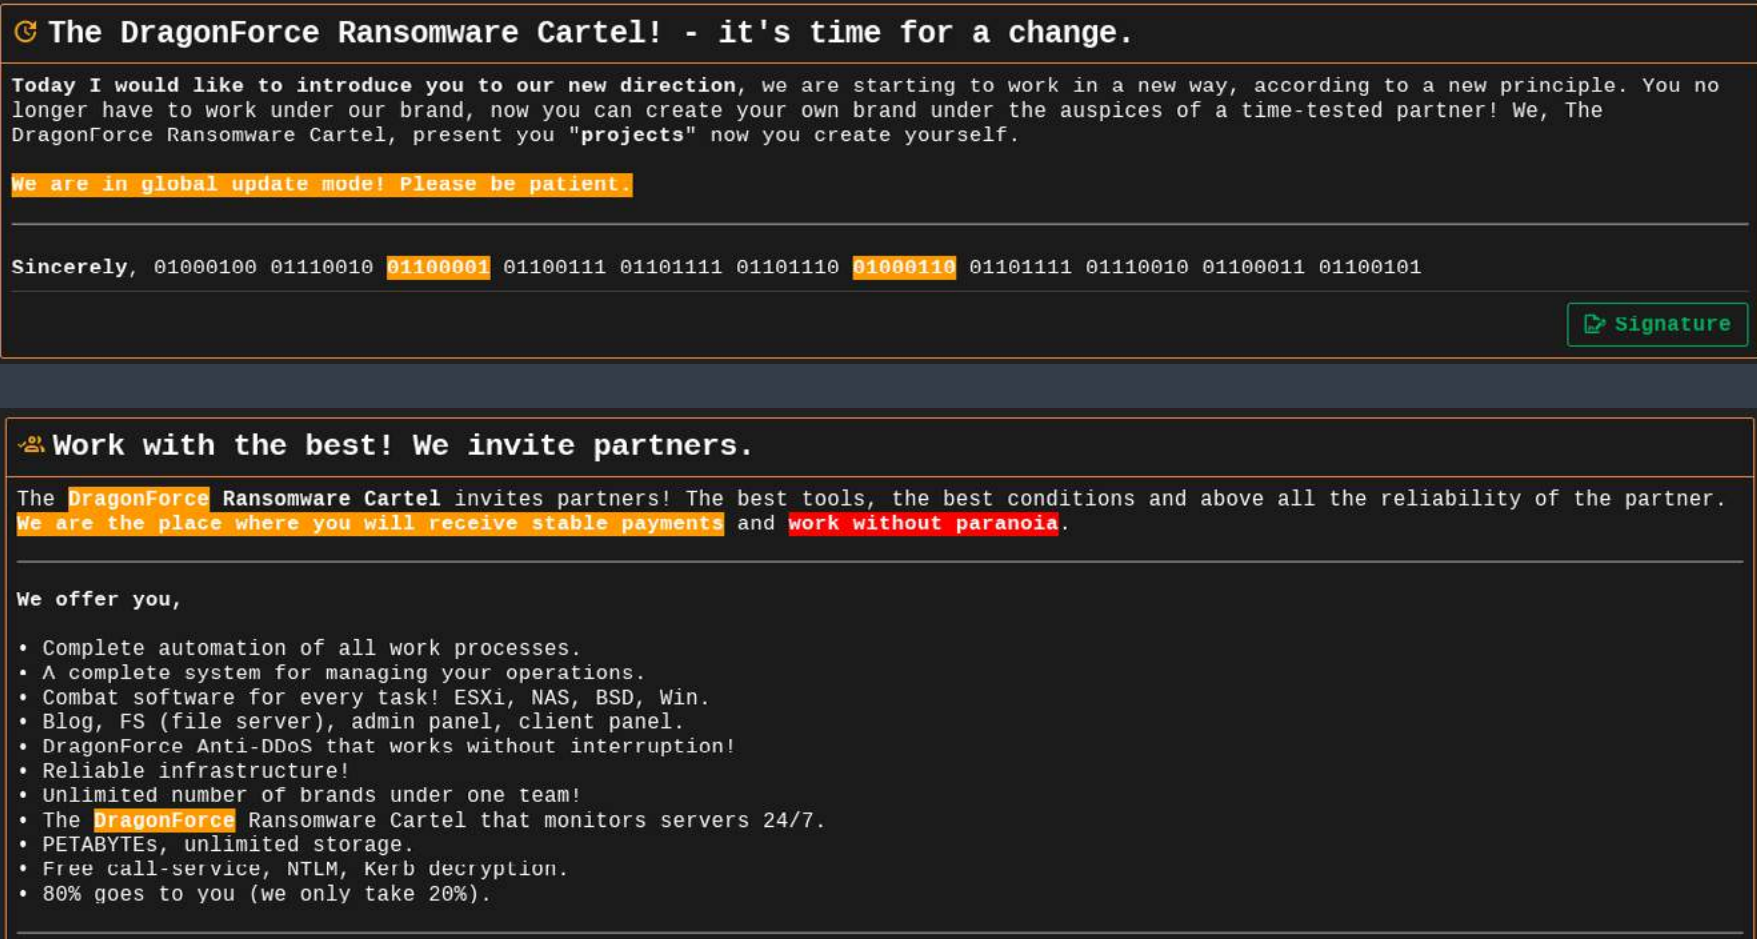 The DragonForce Ransomware Cartel! - it's time for a change.
Today I would like to introduce you to our new direction, we are starting to work in a new way, according to a new principle. You no
longer have to work under our brand, now you can create your own brand under the auspices of a time-tested partner! We, The
DragonForce Ransomware Cartel, present you "projects" now you create yourself.
We are in global update mode! Please be patient.
Sincerely, 01000100 01110010 01100001 01100111 01101111 01101110 01000110 01101111 01110010 01100011 01100101
Signature
Work with the best! We invite partners.
The DragonForce Ransomware Cartel invites partners! The best tools, the best conditions and above all the reliability of the partner.
We are the place where you will receive stable payments and work without paranoia.
We offer you,
• Complete automation of all work processes.
• A complete system for managing your operations.
• Combat software for every task! ESXi, NAS, BSD, Win.
• Blog, FS (file server), admin panel, client panel.
• DragonForce Anti-DDoS that works without interruption!
• Reliable infrastructure!
• Unlimited number of brands under one team!
• The DragonForce Ransomware Cartel that monitors servers 24/7.
• PETABYTEs, unlimited storage.
• Free call-service, NTLM, Kerb decryption.
• 80% goes to you (we only take 20%).